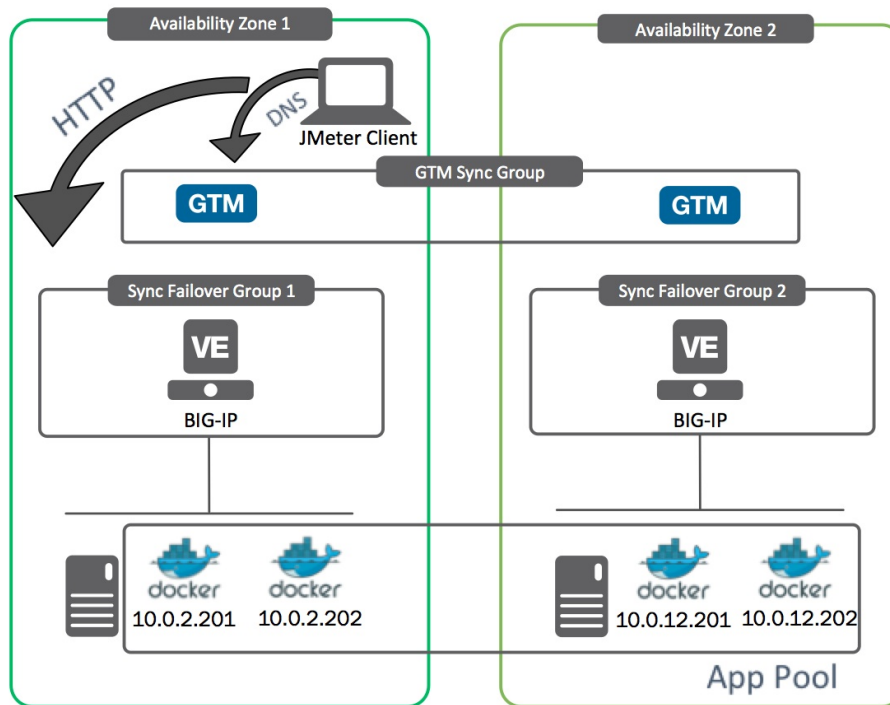 Availability Zone 1
Availability Zone 2
HTTP
DNS
JMeter Client
GTM Sync Group
GTM
GTM
Sync Failover Group 1
Sync Failover Group 2
VE
VE
BIG-IP
BIG-IP
docker
docker
docker
docker
10.0.2.201
10.0.2.202
10.0.12.201
10.0.12.202
App Pool